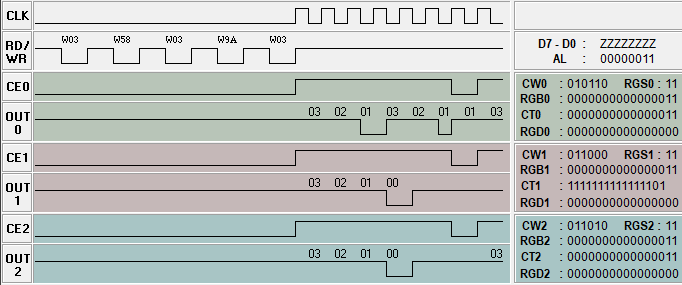 CLK
RD/
WR
W03 W58 W03 W9A W03
D7 - D0 : ZZZZZZZZ
AL : 00000011
CE0
OUT
0
03 02 01 03 02 01 01 03
CW0 : 010110 RGS0 : 11
RGB0 : 0000000000000011
CT0 : 0000000000000011
RGD0 : 0000000000000000
CE1
OUT
1
03 02 01 00
CW1 : 011000 RGS1 : 11
RGB1 : 0000000000000011
CT1 : 1111111111111101
RGD1 : 0000000000000000
CE2
OUT
2
03 02 01 00 03
CW2 : 011010 RGS2 : 11
RGB2 : 0000000000000011
CT2 : 0000000000000011
RGD2 : 0000000000000000